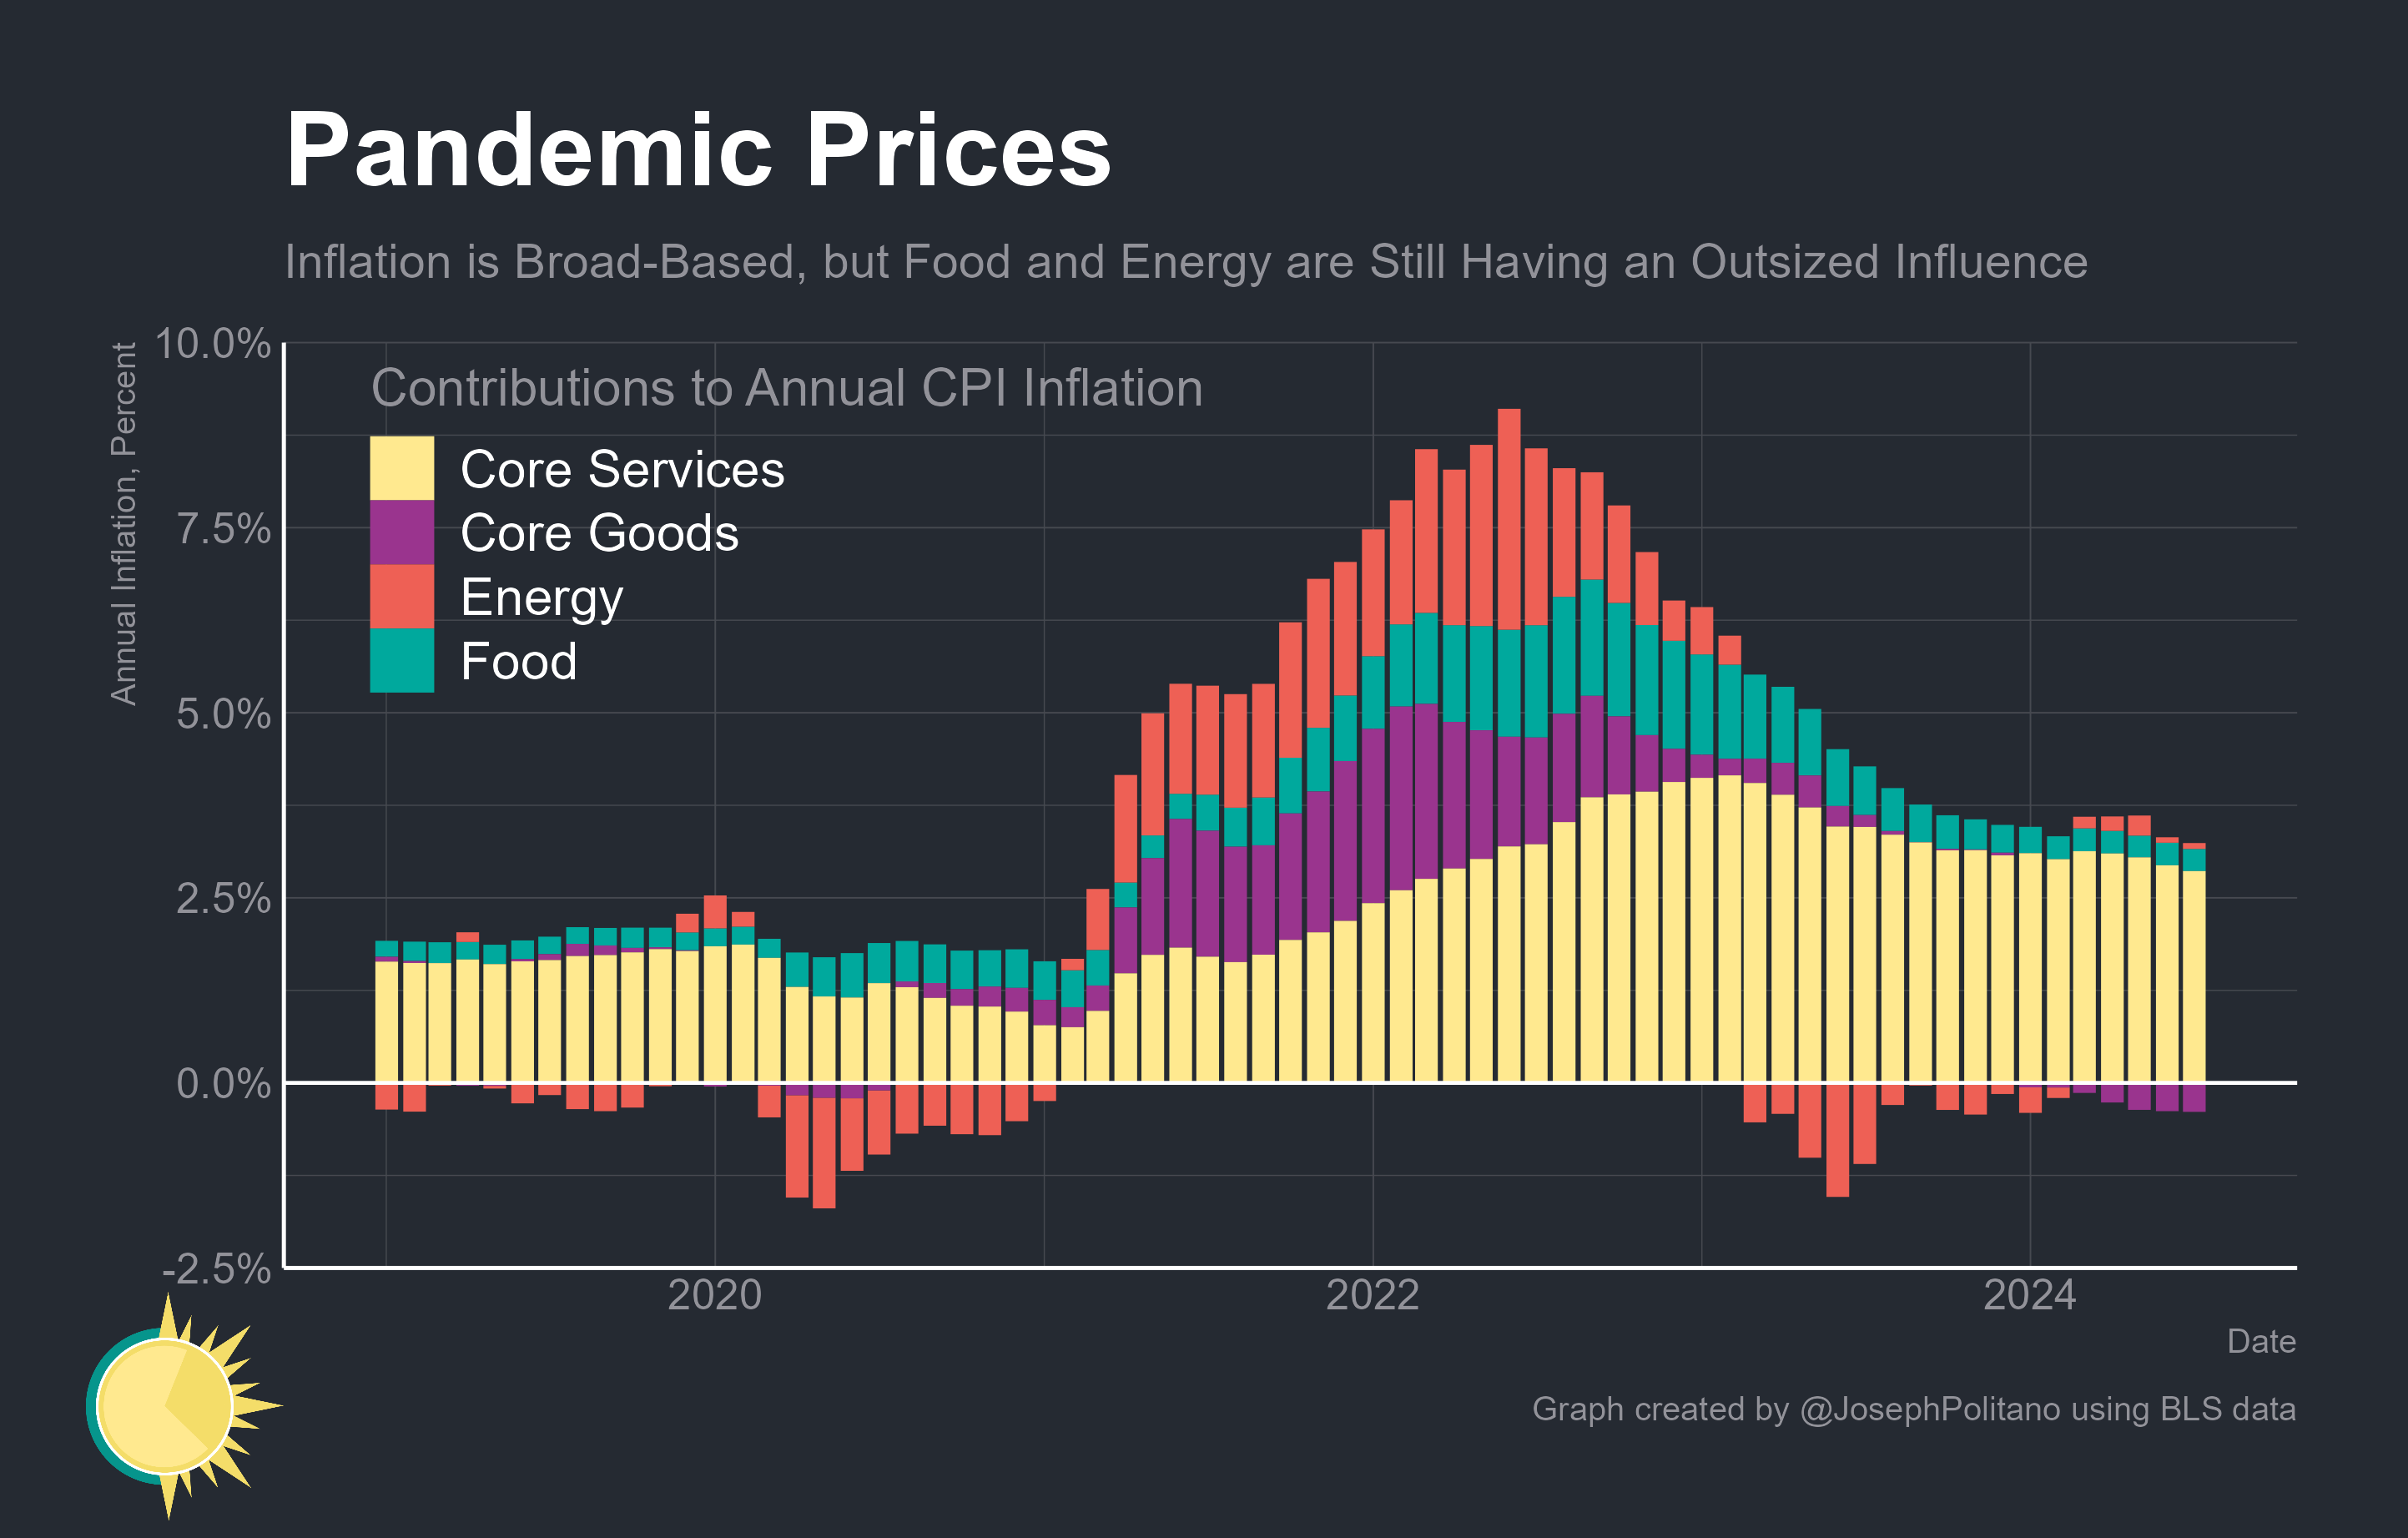 Pandemic Prices
Inflation is Broad-Based, but Food and Energy are Still Having an Outsized Influence
Annual Inflation, Percent
10.0%
7.5%
5.0%
2.5%
0.0%
-2.5%
Contributions to Annual CPI Inflation
Core Services
Core Goods
Energy
Food
2020
2022
2024
Date
Graph created by @JosephPolitano using BLS data